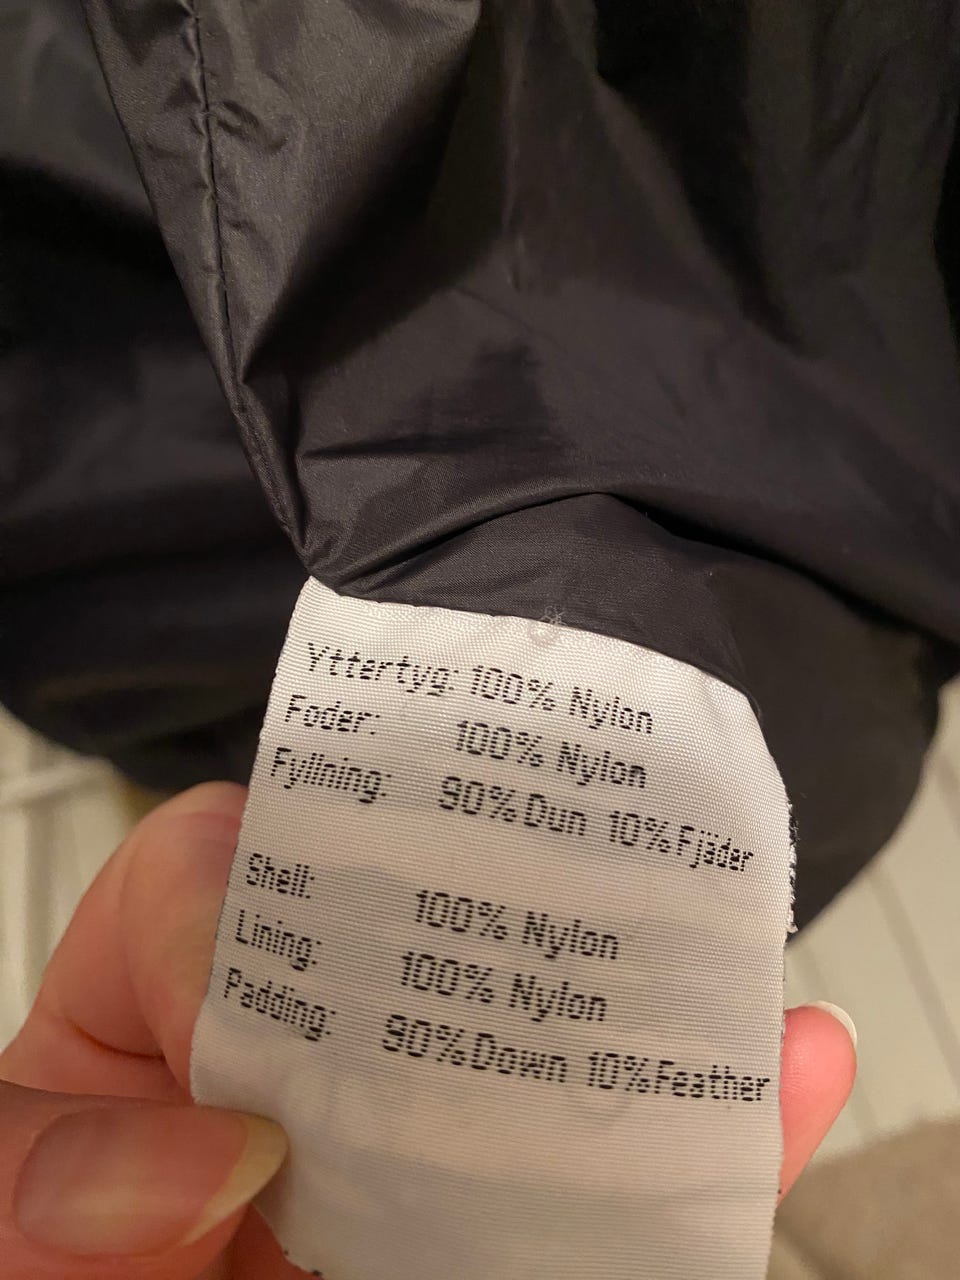 Yttertyg: 100% Nylon
Foder: 100% Nylon
Fyllning: 90% Dun 10% Fjäder
Shell: 100% Nylon
Lining: 100% Nylon
Padding: 90% Down 10% Feather